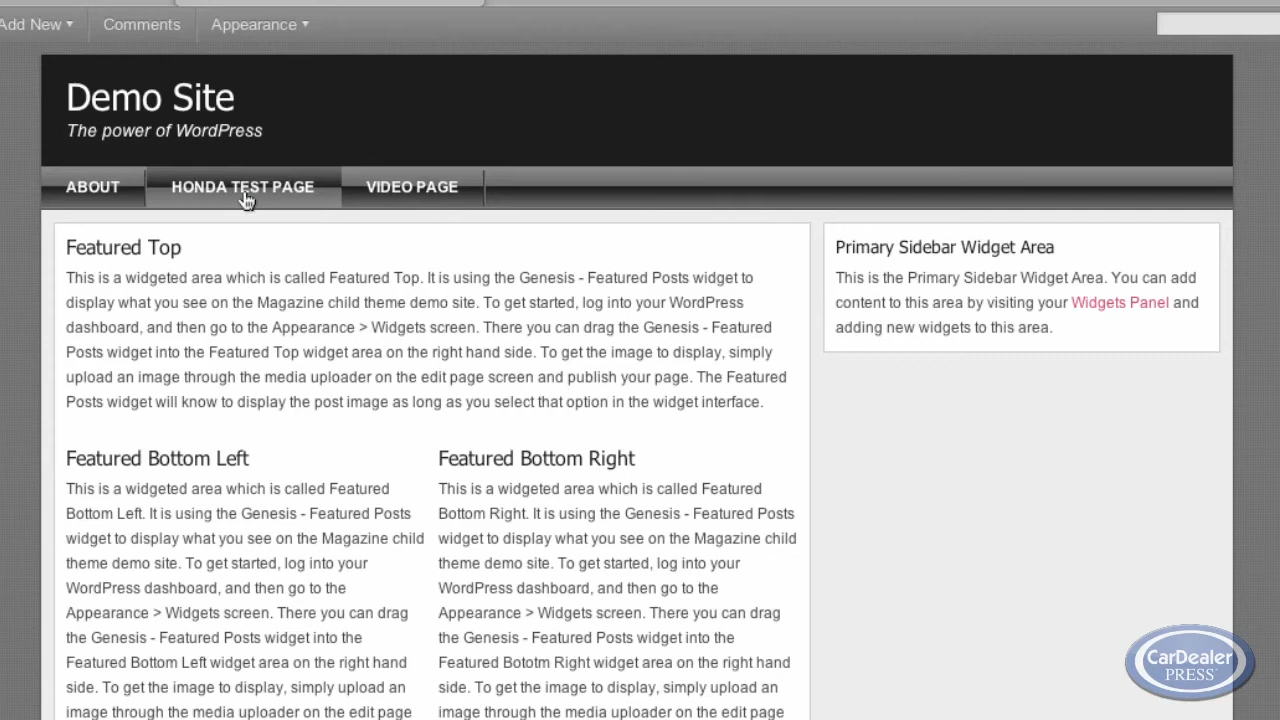 Add New
Comments
Appearance
Demo Site
The power of WordPress
ABOUT
HONDA TEST PAGE
VIDEO PAGE
Featured Top
This is a widgeted area which is called Featured Top. It is using the Genesis - Featured Posts widget to
display what you see on the Magazine child theme demo site. To get started, log into your WordPress
dashboard, and then go to the Appearance > Widgets screen. There you can drag the Genesis - Featured
Posts widget into the Featured Top widget area on the right hand side. To get the image to display, simply
upload an image through the media uploader on the edit page screen and publish your page. The Featured
Posts widget will know to display the post image as long as you select that option in the widget interface.
Featured Bottom Left
This is a widgeted area which is called Featured
Bottom Left. It is using the Genesis - Featured Posts
widget to display what you see on the Magazine child
theme demo site. To get started, log into your
WordPress dashboard, and then go to the
Appearance > Widgets screen. There you can drag
the Genesis - Featured Posts widget into the
Featured Bottom Left widget area on the right hand
side. To get the image to display, simply upload an
image through the media uploader on the edit page
Featured Bottom Right
This is a widgeted area which is called Featured
Bottom Right. It is using the Genesis - Featured Posts
widget to display what you see on the Magazine child
theme demo site. To get started, log into your
WordPress dashboard, and then go to the
Appearance > Widgets screen. There you can drag
the Genesis - Featured Posts widget into the
Featured Bototm Right widget area on the right hand
side. To get the image to display, simply upload an
image through the media uploader on the edit page
Primary Sidebar Widget Area
This is the Primary Sidebar Widget Area. You can add
content to this area by visiting your Widgets Panel and
adding new widgets to this area.
CarDealer
PRESS